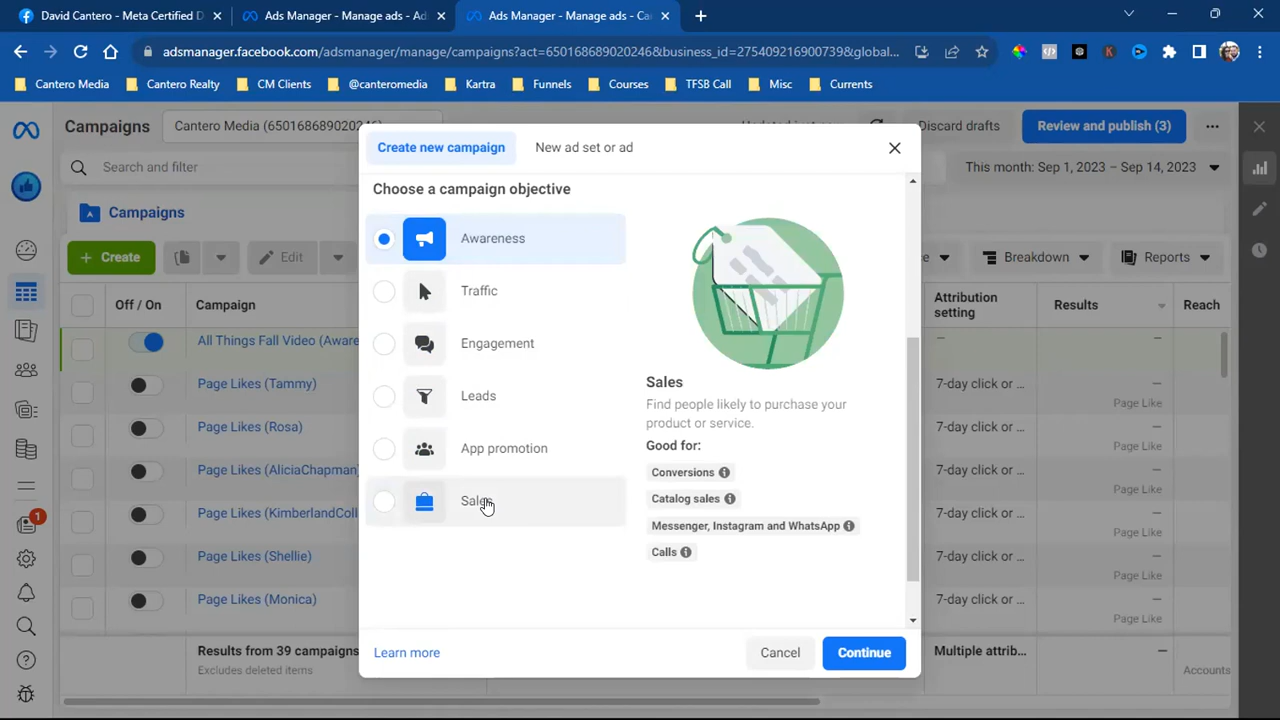 David Cantero - Meta Certified D
Ads Manager - Manage ads - Ad
Ads Manager - Manage ads - Ca
adsmanager.facebook.com/adsmanager/manage/campaigns?act=650168689020246&business_id=275409216900739&global...
Cantero Media
Cantero Realty
CM Clients
@canteromedia
Kartra
Funnels
Courses
TFSB Call
Misc
Currents
Campaigns
Cantero Media (650168689020246)
Discard drafts
Review and publish (3)
Search and filter
This month: Sep 1, 2023 – Sep 14, 2023
Campaigns
+ Create
Edit
Breakdown
Reports
Off / On
Campaign
Attribution
setting
Results
Reach
All Things Fall Video (Aware
–
–
Page Likes (Tammy)
7-day click or ...
–
Page Like
Page Likes (Rosa)
7-day click or ...
–
Page Like
Page Likes (AliciaChapman)
7-day click or ...
–
Page Like
Page Likes (KimberlandColl
7-day click or ...
–
Page Like
Page Likes (Shellie)
7-day click or ...
–
Page Like
Page Likes (Monica)
7-day click or ...
–
Page Like
Results from 39 campaigns
Excludes deleted items
Multiple attrib...
–
Accounts
1
Create new campaign
New ad set or ad
Choose a campaign objective
Awareness
Traffic
Engagement
Leads
App promotion
Sales
Sales
Find people likely to purchase your
product or service.
Good for:
Conversions
Catalog sales
Messenger, Instagram and WhatsApp
Calls
Learn more
Cancel
Continue